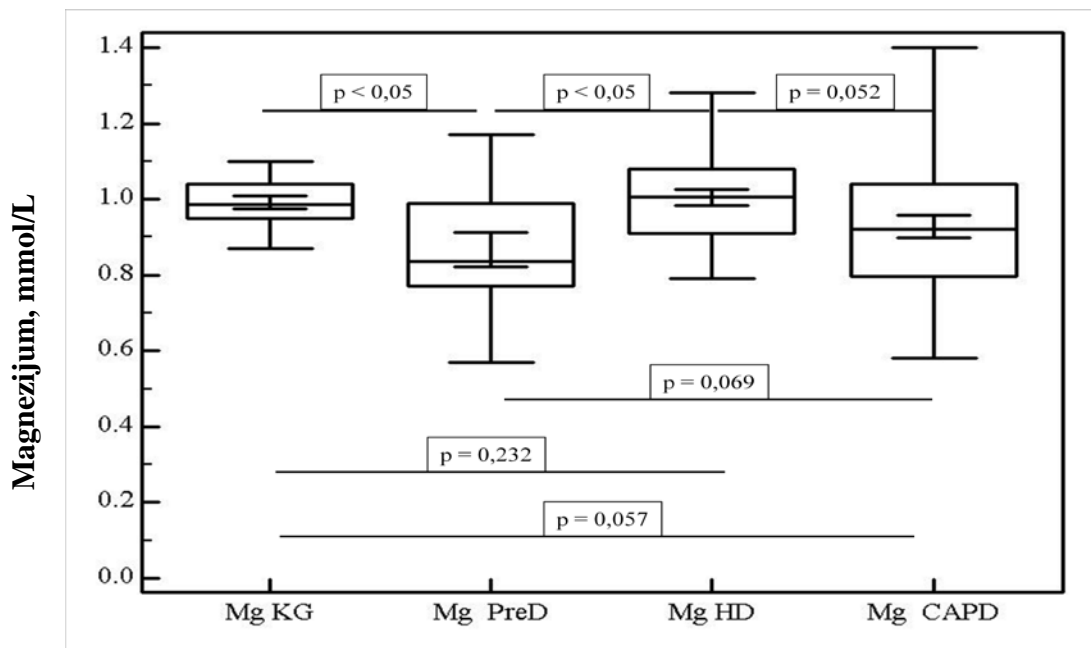 Magnezijum, mmol/L
1.4
1.2
1.0
0.8
0.6
0.4
0.2
0.0
p < 0,05
p < 0,05
p = 0,052
p = 0,069
p = 0,232
p = 0,057
Mg KG
Mg PreD
Mg HD
Mg CAPD